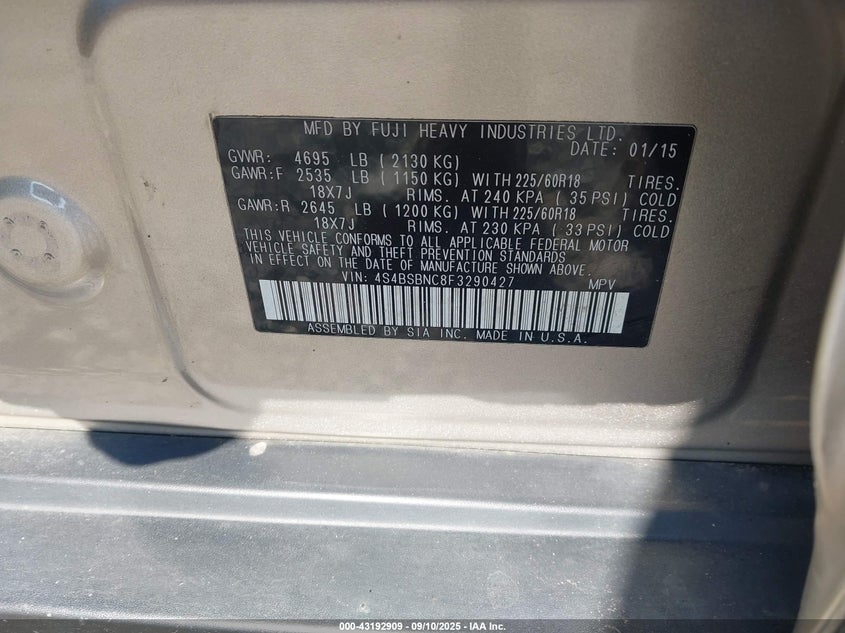 MFD BY FUJI HEAVY INDUSTRIES LTD.
DATE: 01/15
GVWR: 4695 LB ( 2130 KG)
GAWR:F 2535 LB ( 1150 KG) WITH 225/60R18 TIRES.
18X7J RIMS. AT 240 KPA ( 35 PSI) COLD
GAWR:R 2645 LB ( 1200 KG) WITH 225/60R18 TIRES.
18X7J RIMS. AT 230 KPA ( 33 PSI) COLD
THIS VEHICLE CONFORMS TO ALL APPLICABLE FEDERAL MOTOR
VEHICLE SAFETY AND THEFT PREVENTION STANDARDS
IN EFFECT ON THE DATE OF MANUFACTURE SHOWN ABOVE.
VIN: 4S4BSBNC8F3290427 MPV
ASSEMBLED BY SIA INC. MADE IN U.S.A.
000-43192909 | 09/10/2025 - IAA Inc.